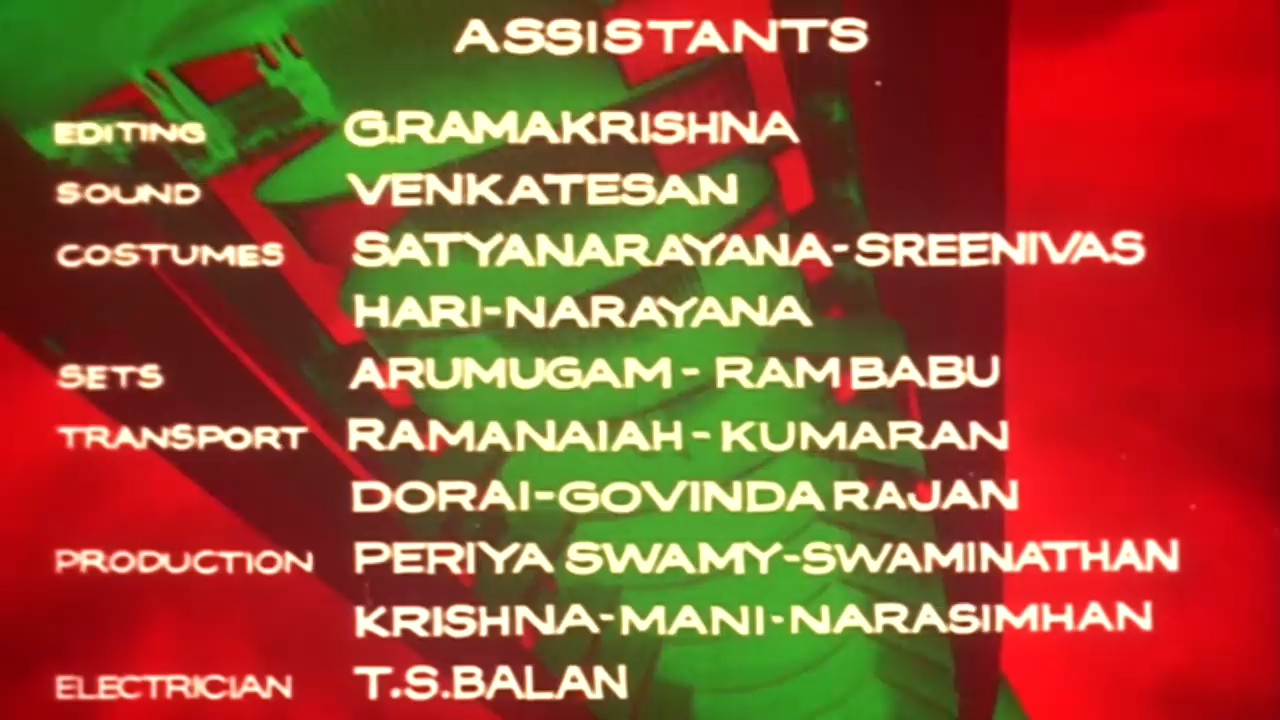 ASSISTANTS
EDITING G.RAMAKRISHNA
SOUND VENKATESAN
COSTUMES SATYANARAYANA-SREENIVAS
HARI-NARAYANA
SETS ARUMUGAM - RAM BABU
TRANSPORT RAMANAIAH - KUMARAN
DORAI-GOVINDA RAJAN
PRODUCTION PERIYA SWAMY-SWAMINATHAN
KRISHNA-MANI-NARASIMHAN
ELECTRICIAN T.S.BALAN